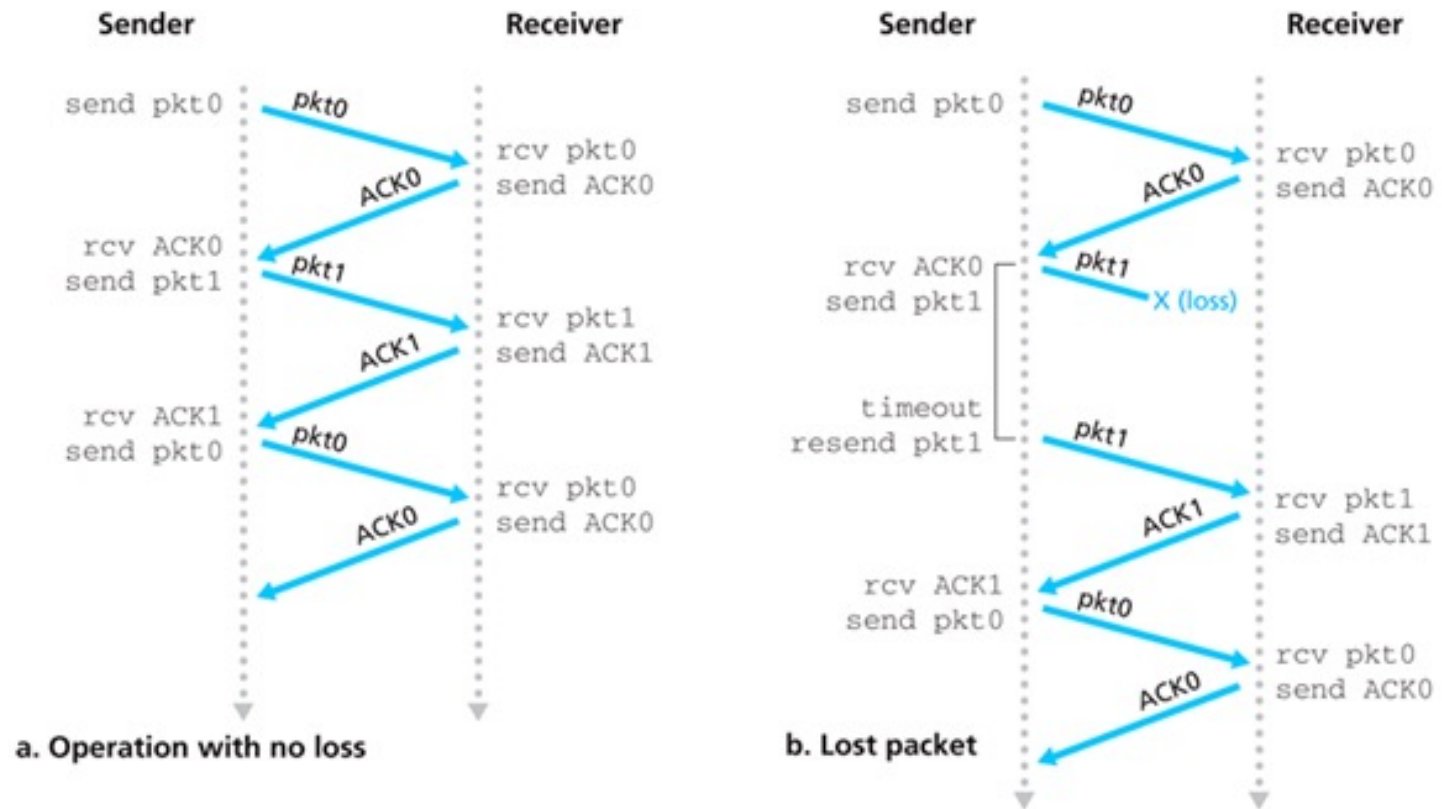 Sender
Receiver
send pkt0
pkt0
rcv pkt0
send ACK0
ACK0
rcv ACK0
send pkt1
pkt1
rcv pkt1
send ACK1
ACK1
rcv ACK1
send pkt0
pkt0
rcv pkt0
send ACK0
ACK0
a. Operation with no loss
Sender
Receiver
send pkt0
pkt0
rcv pkt0
send ACK0
ACK0
rcv ACK0
send pkt1
pkt1
X (loss)
timeout
resend pkt1
pkt1
rcv pkt1
send ACK1
ACK1
rcv ACK1
send pkt0
pkt0
rcv pkt0
send ACK0
ACK0
b. Lost packet